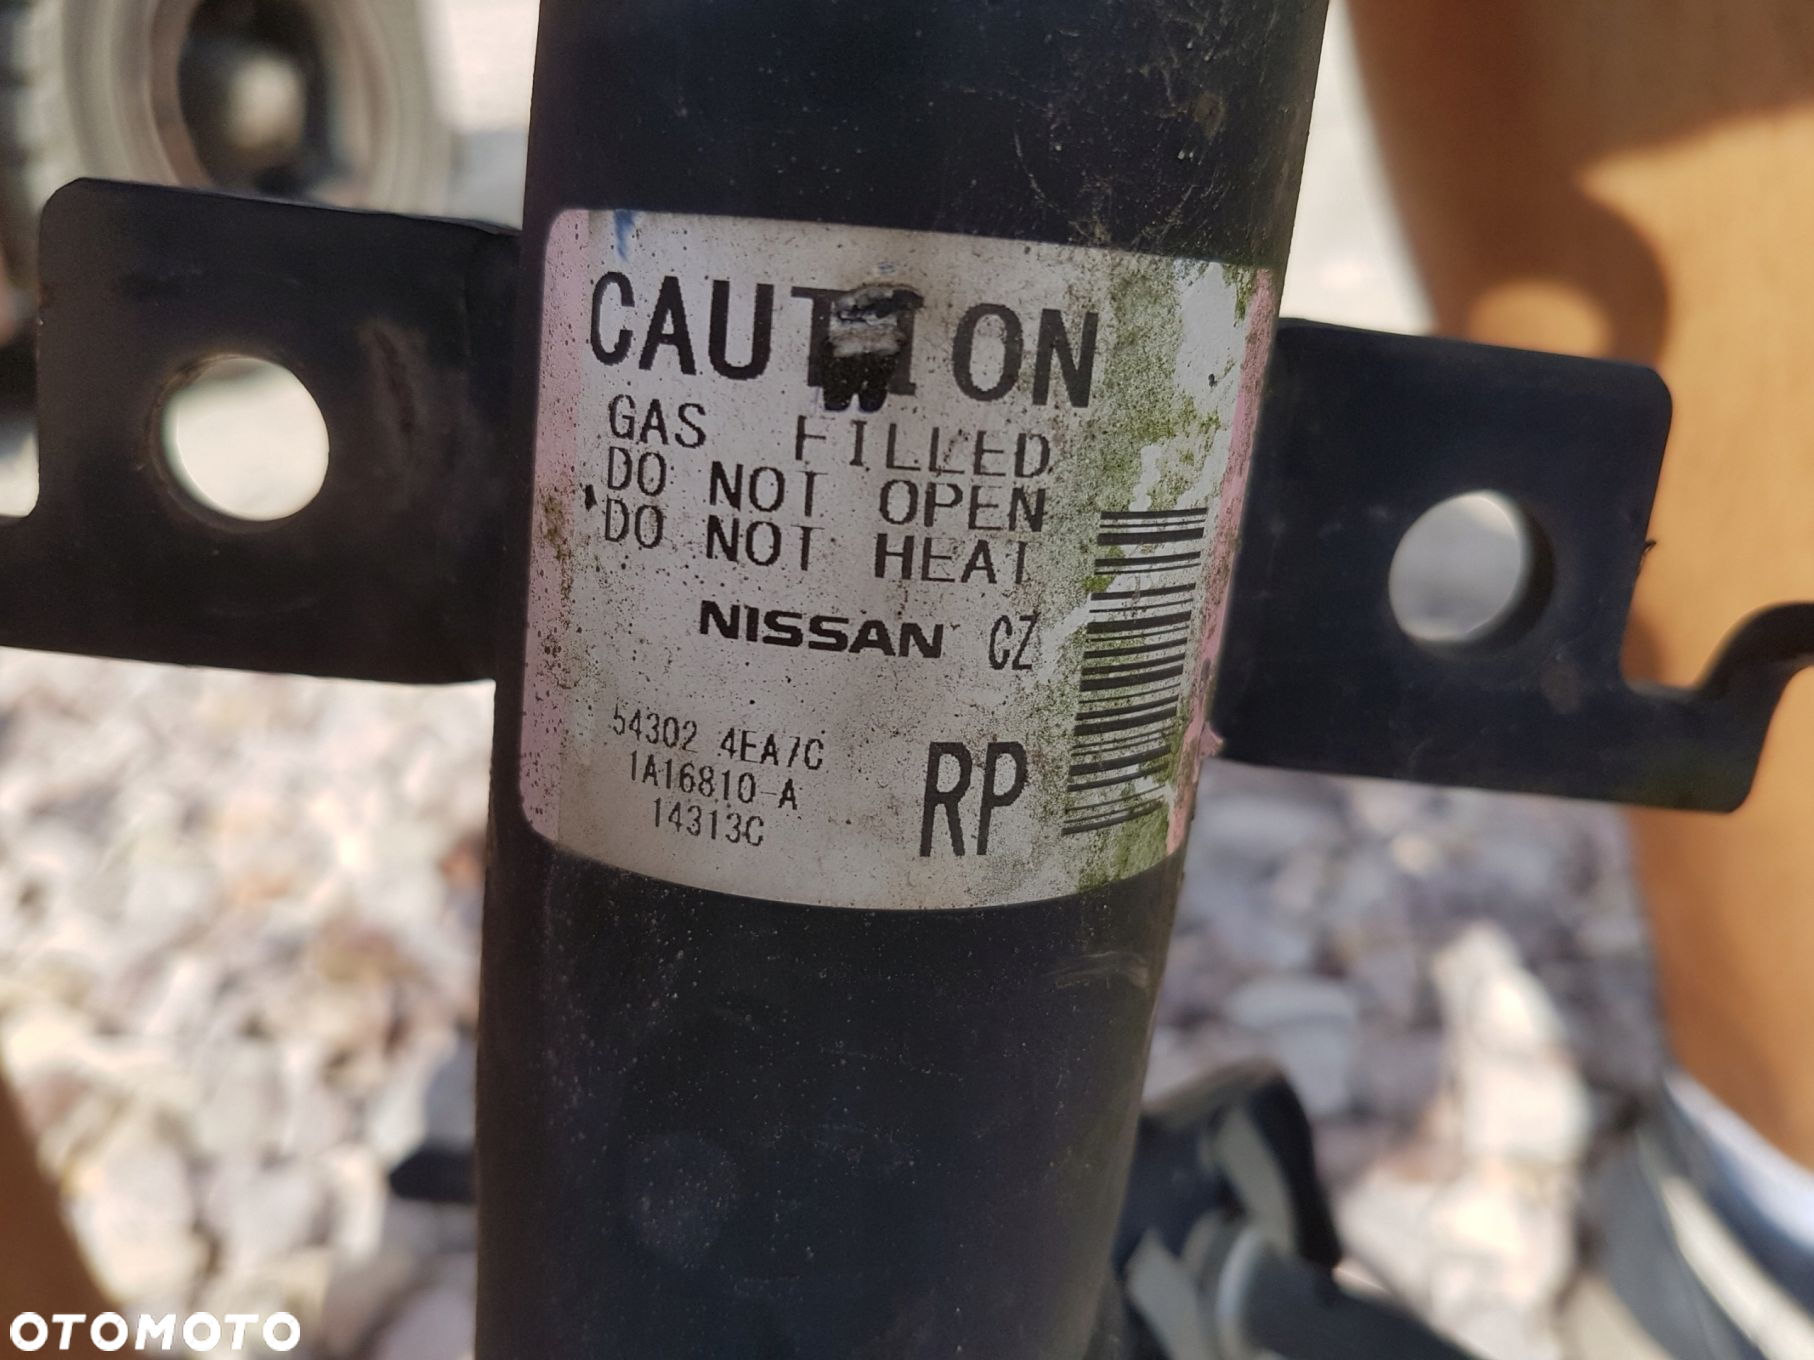 CAUTION
GAS FILLED
DO NOT OPEN
DO NOT HEAT
NISSAN CZ
54302 4EA7C
1A16810-A
14313C
RP
OTOMOTO